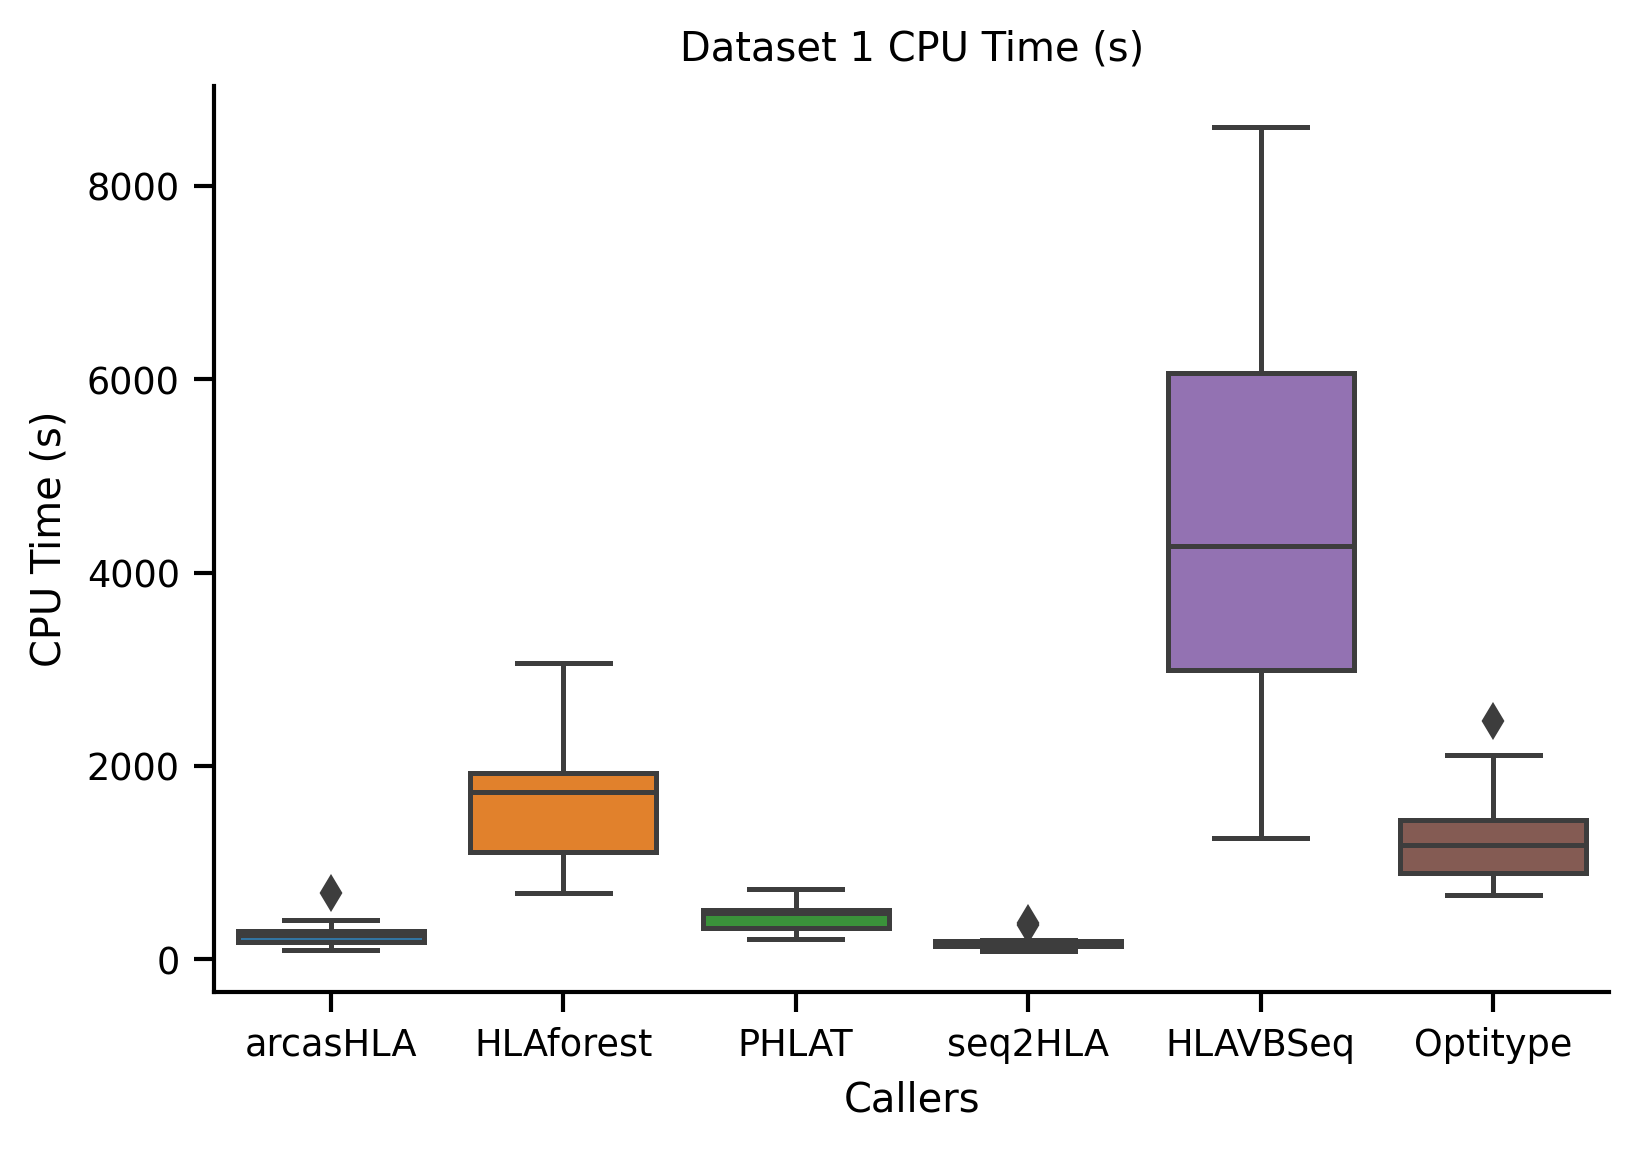 Dataset 1 CPU Time (s)
8000
6000
4000
2000
0
CPU Time (s)
arcasHLA HLAforest PHLAT seq2HLA HLAVBSeq Optitype
Callers